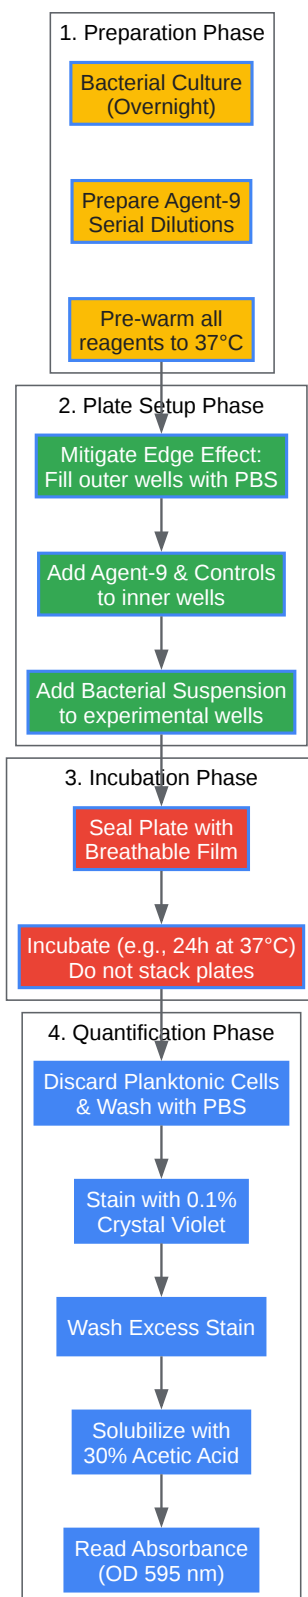 1. Preparation Phase
Bacterial Culture
(Overnight)
Prepare Agent-9
Serial Dilutions
Pre-warm all
reagents to 37°C
2. Plate Setup Phase
Mitigate Edge Effect:
Fill outer wells with PBS
Add Agent-9 & Controls
to inner wells
Add Bacterial Suspension
to experimental wells
3. Incubation Phase
Seal Plate with
Breathable Film
Incubate (e.g., 24h at 37°C)
Do not stack plates
4. Quantification Phase
Discard Planktonic Cells
& Wash with PBS
Stain with 0.1%
Crystal Violet
Wash Excess Stain
Solubilize with
30% Acetic Acid
Read Absorbance
(OD 595 nm)